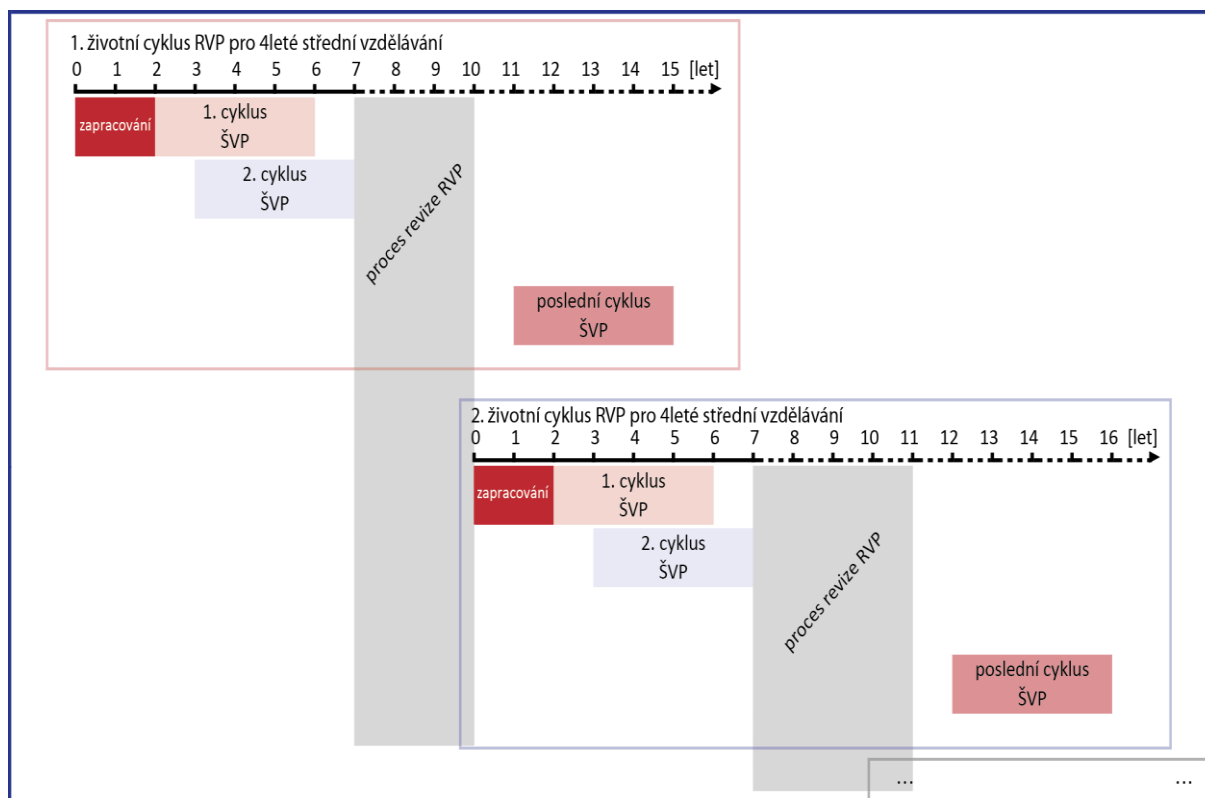 1. životní cyklus RVP pro 4leté střední vzdělávání
0 1 2 3 4 5 6 7 8 9 10 11 12 13 14 15 [let]
zapracování
1. cyklus
ŠVP
2. cyklus
ŠVP
proces revize RVP
poslední cyklus
ŠVP
2. životní cyklus RVP pro 4leté střední vzdělávání
0 1 2 3 4 5 6 7 8 9 10 11 12 13 14 15 16 [let]
zapracování
1. cyklus
ŠVP
2. cyklus
ŠVP
proces revize RVP
poslední cyklus
ŠVP
... ...